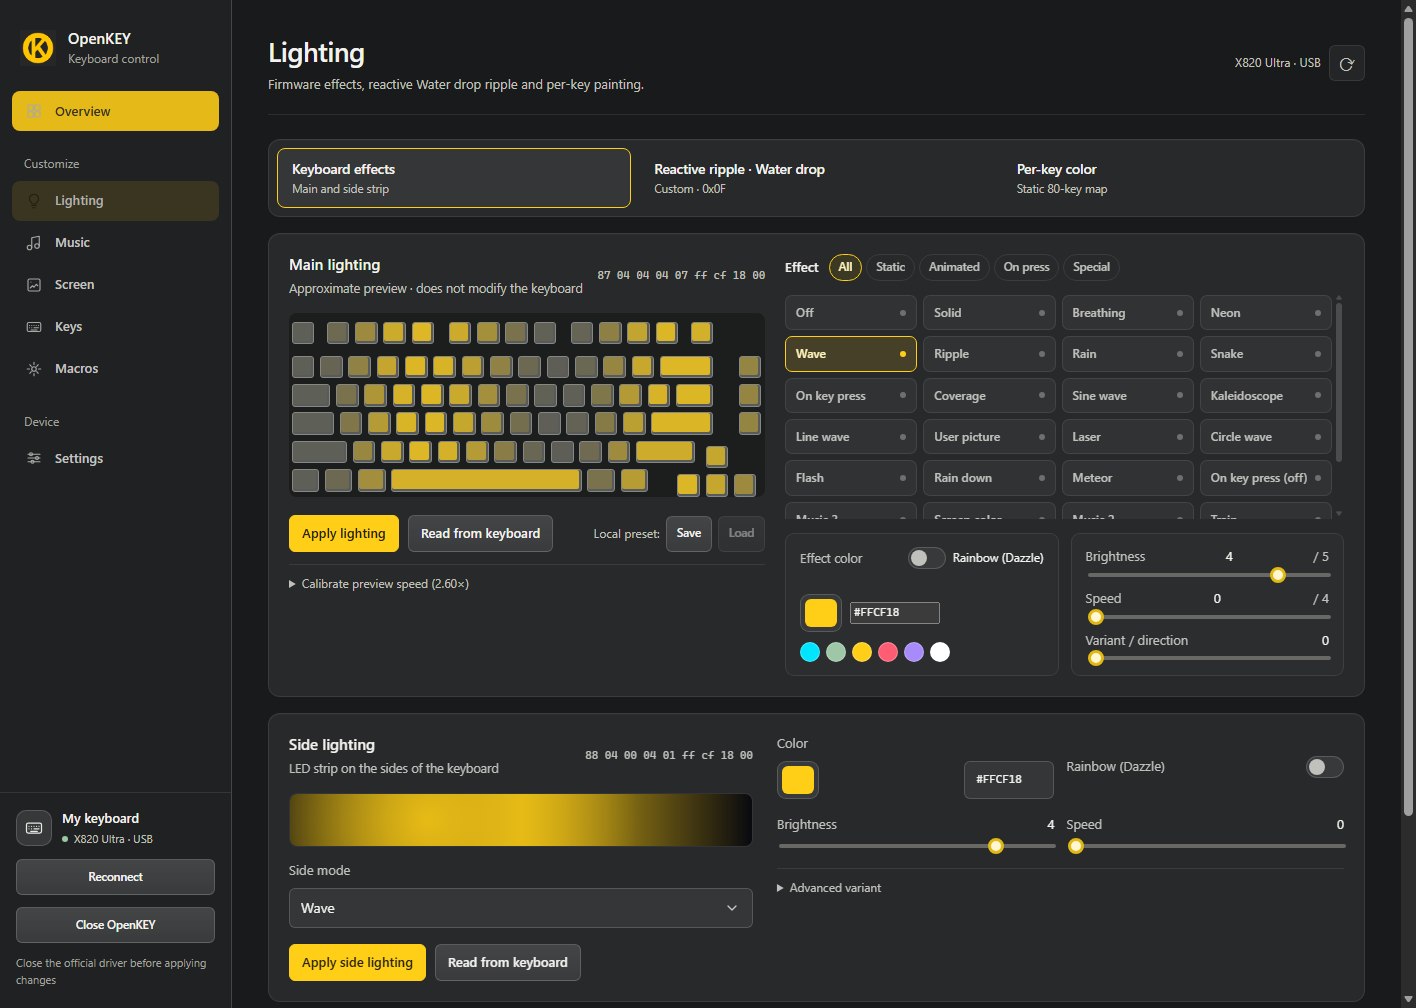 OpenKEY
Keyboard control
Overview
Customize
Lighting
Music
Screen
Keys
Macros
Device
Settings
My keyboard
X820 Ultra · USB
Reconnect
Close OpenKEY
Close the official driver before applying
changes
Lighting
Firmware effects, reactive Water drop ripple and per-key painting.
X820 Ultra · USB
Keyboard effects
Main and side strip
Reactive ripple · Water drop
Custom · 0x0F
Per-key color
Static 80-key map
Main lighting
Approximate preview · does not modify the keyboard
87 04 04 04 07 ff cf 18 00
Apply lighting
Read from keyboard
Local preset:
Save
Load
Calibrate preview speed (2.60×)
Effect
All
Static
Animated
On press
Special
Off
Solid
Breathing
Neon
Wave
Ripple
Rain
Snake
On key press
Coverage
Sine wave
Kaleidoscope
Line wave
User picture
Laser
Circle wave
Flash
Rain down
Meteor
On key press (off)
Music 2
Screen color
Music 3
Train
Effect color
Rainbow (Dazzle)
#FFCF18
Brightness
4
/ 5
Speed
0
/ 4
Variant / direction
0
Side lighting
LED strip on the sides of the keyboard
88 04 00 04 01 ff cf 18 00
Side mode
Wave
Apply side lighting
Read from keyboard
Color
#FFCF18
Rainbow (Dazzle)
Brightness
4
Speed
0
Advanced variant